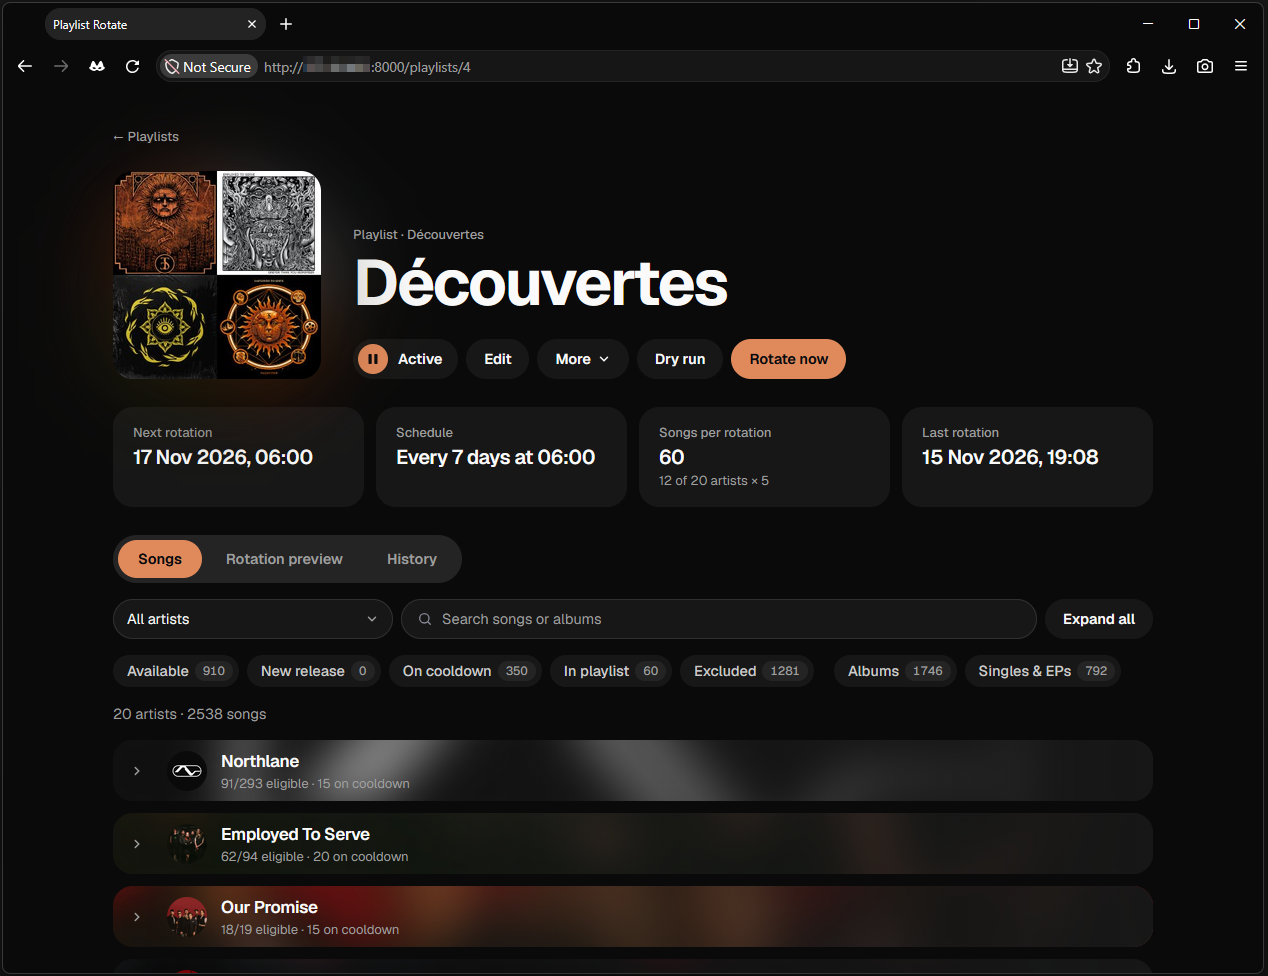 Playlist Rotate
Not Secure http:// :8000/playlists/4
← Playlists
Playlist · Découvertes
Découvertes
Active Edit More Dry run Rotate now
Next rotation
17 Nov 2026, 06:00
Schedule
Every 7 days at 06:00
Songs per rotation
60
12 of 20 artists × 5
Last rotation
15 Nov 2026, 19:08
Songs Rotation preview History
All artists Search songs or albums Expand all
Available 910 New release 0 On cooldown 350 In playlist 60 Excluded 1281 Albums 1746 Singles & EPs 792
20 artists · 2538 songs
Northlane
91/293 eligible · 15 on cooldown
Employed To Serve
62/94 eligible · 20 on cooldown
Our Promise
18/19 eligible · 15 on cooldown